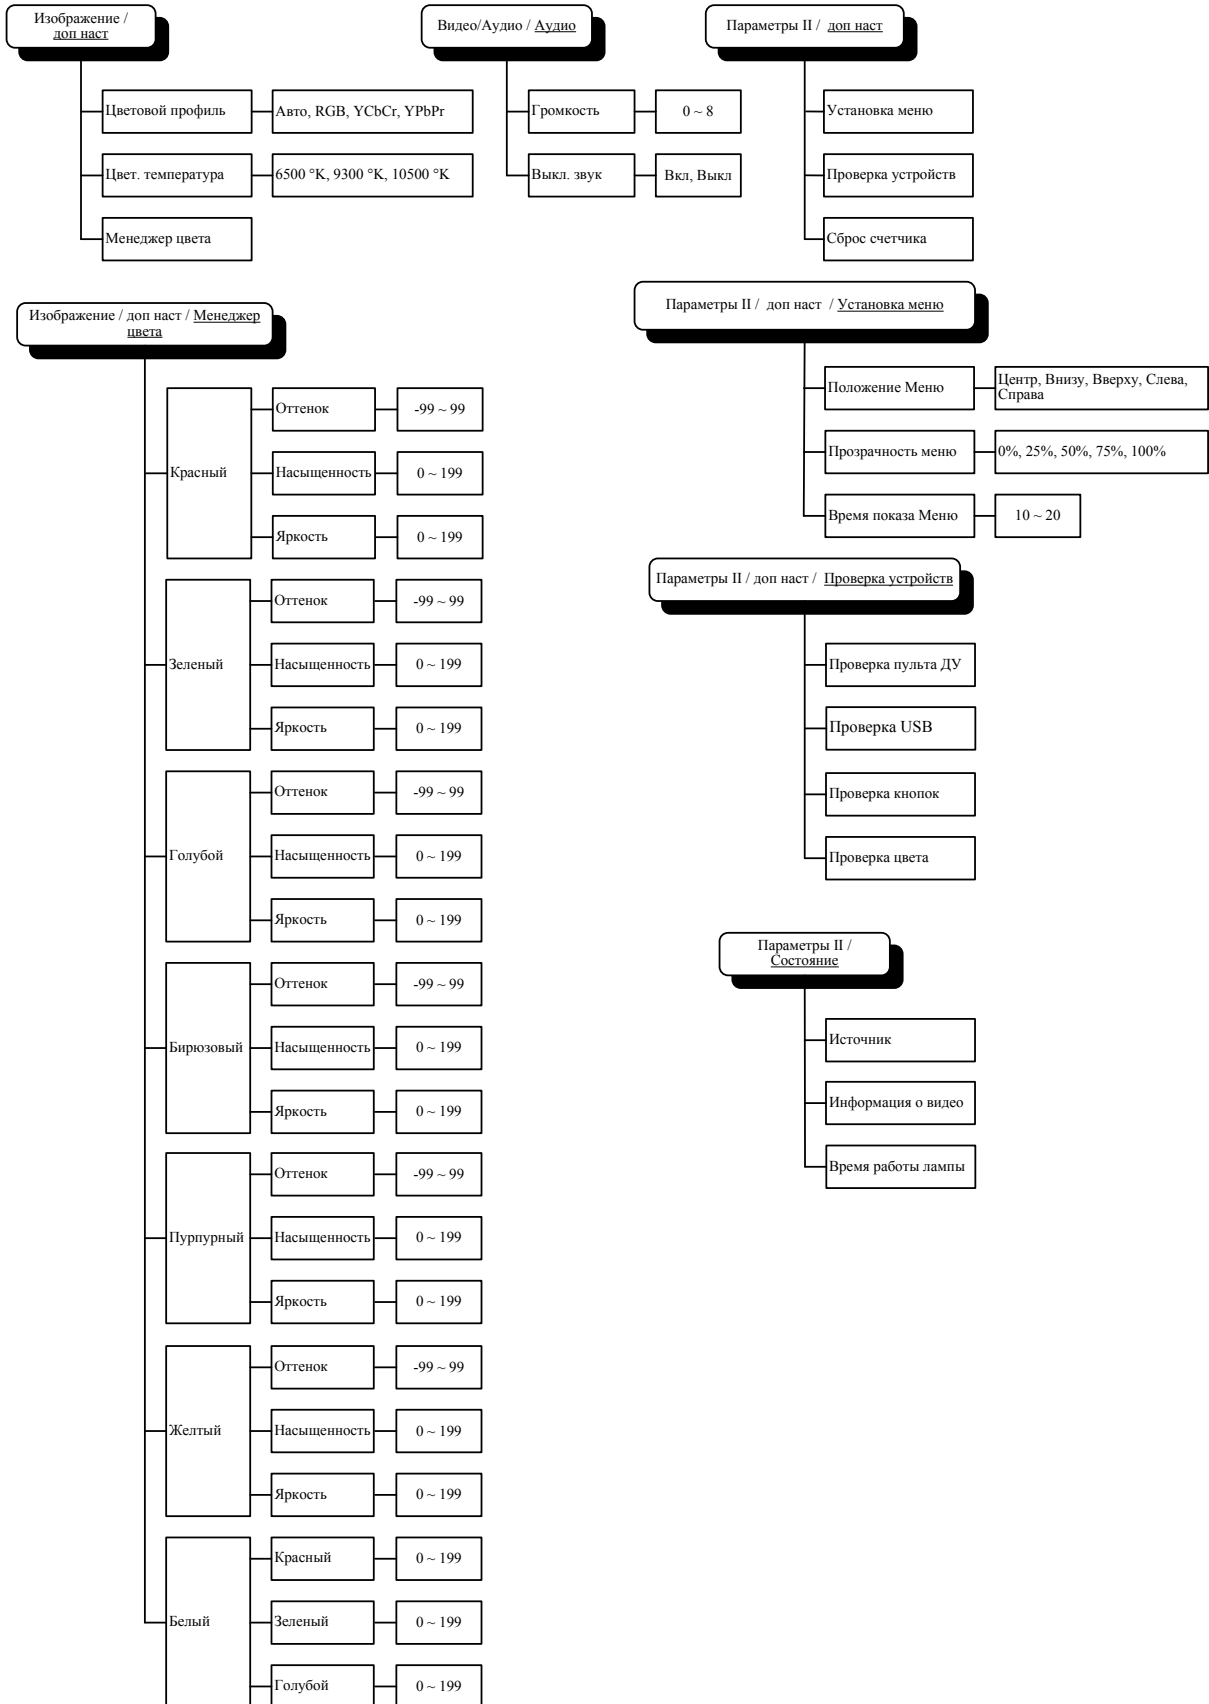 Изображение /
доп наст
Цветовой профиль
Авто, RGB, YCbCr, YPbPr
Цвет. температура
6500 °K, 9300 °K, 10500 °K
Менеджер цвета
Видео/Аудио / Аудио
Громкость
0 ~ 8
Выкл. звук
Вкл, Выкл
Параметры II / доп наст
Установка меню
Проверка устройств
Сброс счетчика
Изображение / доп наст / Менеджер
цвета
Красный
Оттенок
-99 ~ 99
Насыщенность
0 ~ 199
Яркость
0 ~ 199
Зеленый
Оттенок
-99 ~ 99
Насыщенность
0 ~ 199
Яркость
0 ~ 199
Голубой
Оттенок
-99 ~ 99
Насыщенность
0 ~ 199
Яркость
0 ~ 199
Бирюзовый
Оттенок
-99 ~ 99
Насыщенность
0 ~ 199
Яркость
0 ~ 199
Пурпурный
Оттенок
-99 ~ 99
Насыщенность
0 ~ 199
Яркость
0 ~ 199
Желтый
Оттенок
-99 ~ 99
Насыщенность
0 ~ 199
Яркость
0 ~ 199
Белый
Красный
0 ~ 199
Зеленый
0 ~ 199
Голубой
0 ~ 199
Параметры II / доп наст / Установка меню
Положение Меню
Центр, Внизу, Вверху, Слева,
Справа
Прозрачность меню
0%, 25%, 50%, 75%, 100%
Время показа Меню
10 ~ 20
Параметры II / доп наст / Проверка устройств
Проверка пульта ДУ
Проверка USB
Проверка кнопок
Проверка цвета
Параметры II /
Состояние
Источник
Информация о видео
Время работы лампы